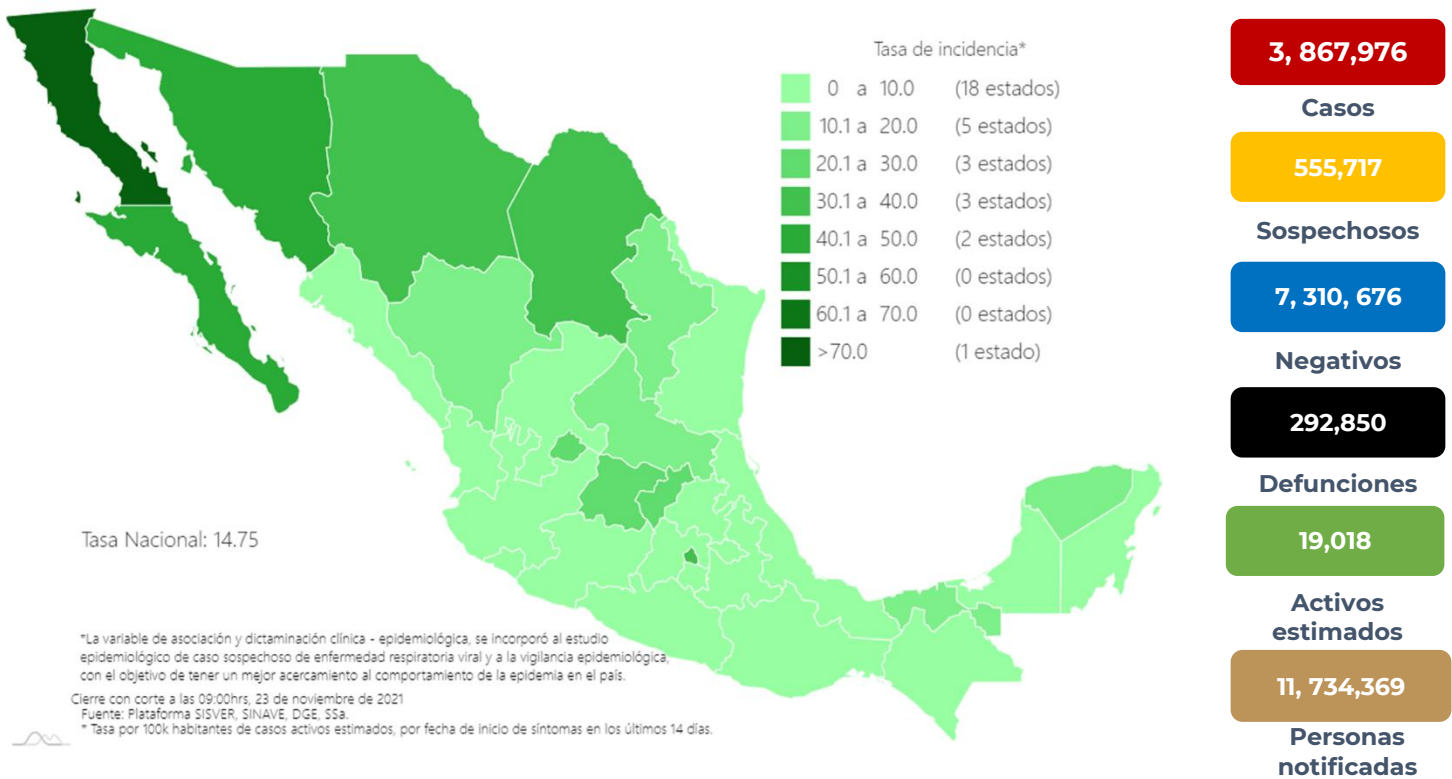 Tasa de incidencia*
0 a 10.0 (18 estados)
10.1 a 20.0 (5 estados)
20.1 a 30.0 (3 estados)
30.1 a 40.0 (3 estados)
40.1 a 50.0 (2 estados)
50.1 a 60.0 (0 estados)
60.1 a 70.0 (0 estados)
>70.0 (1 estado)
Tasa Nacional: 14.75
*La variable de asociación y dictaminación clínica - epidemiológica, se incorporó al estudio
epidemiológico de caso sospechoso de enfermedad respiratoria viral y a la vigilancia epidemiológica,
con el objetivo de tener un mejor acercamiento al comportamiento de la epidemia en el país.
Cierre con corte a las 09:00hrs, 23 de noviembre de 2021
Fuente: Plataforma SISVER, SINAVE, DGE, SSa.
* Tasa por 100k habitantes de casos activos estimados, por fecha de inicio de síntomas en los últimos 14 días.
3, 867,976
Casos
555,717
Sospechosos
7, 310, 676
Negativos
292,850
Defunciones
19,018
Activos
estimados
11, 734,369
Personas
notificadas